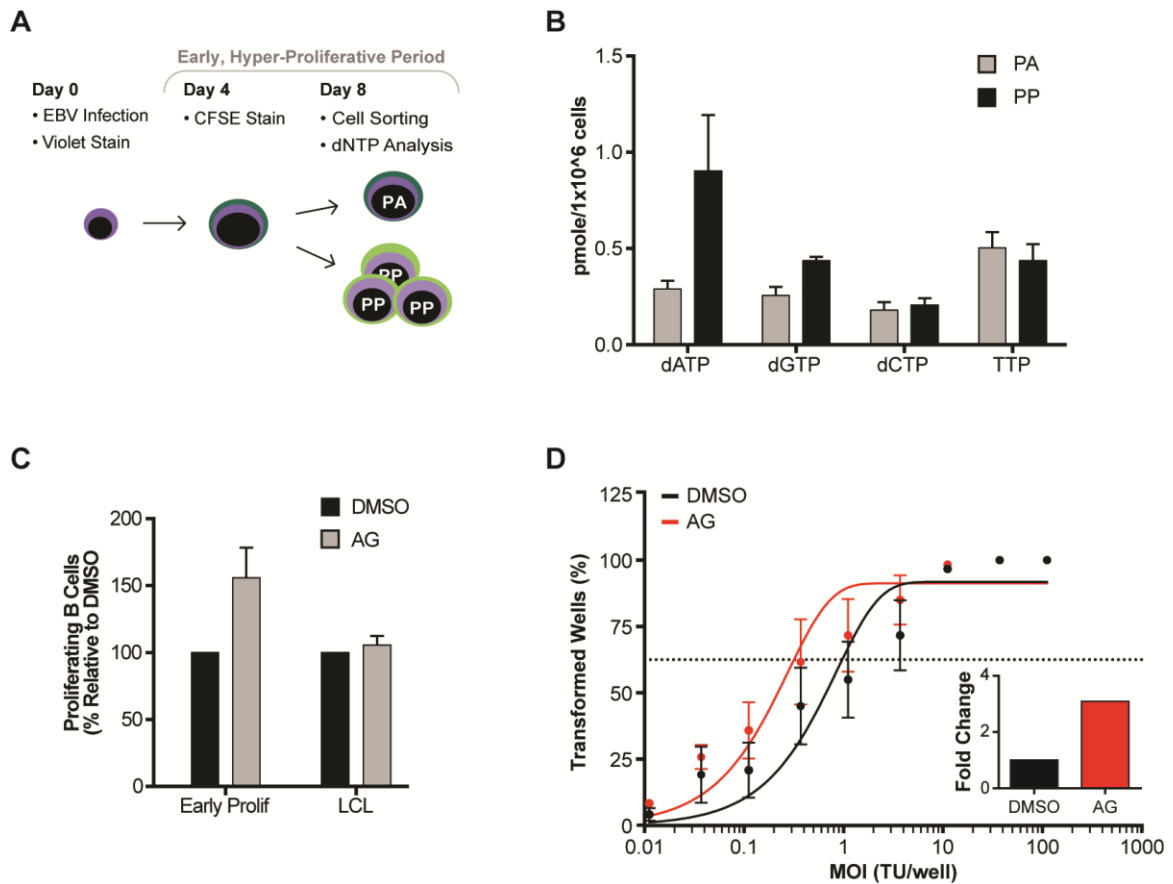 A
Early, Hyper-Proliferative Period
Day 0
• EBV Infection
• Violet Stain
Day 4
• CFSE Stain
Day 8
• Cell Sorting
• dNTP Analysis
PA
PP
PP
PP
B
pmole/1x10^6 cells
1.5
1.0
0.5
0.0
PA
PP
dATP
dGTP
dCTP
TTP
C
Proliferating B Cells
(% Relative to DMSO)
200
150
100
50
0
DMSO
AG
Early Prolif
LCL
D
Transformed Wells (%)
125
100
75
50
25
0
DMSO
AG
0.01
0.1
1
10
100
1000
MOI (TU/well)
Fold Change
4
2
0
DMSO
AG